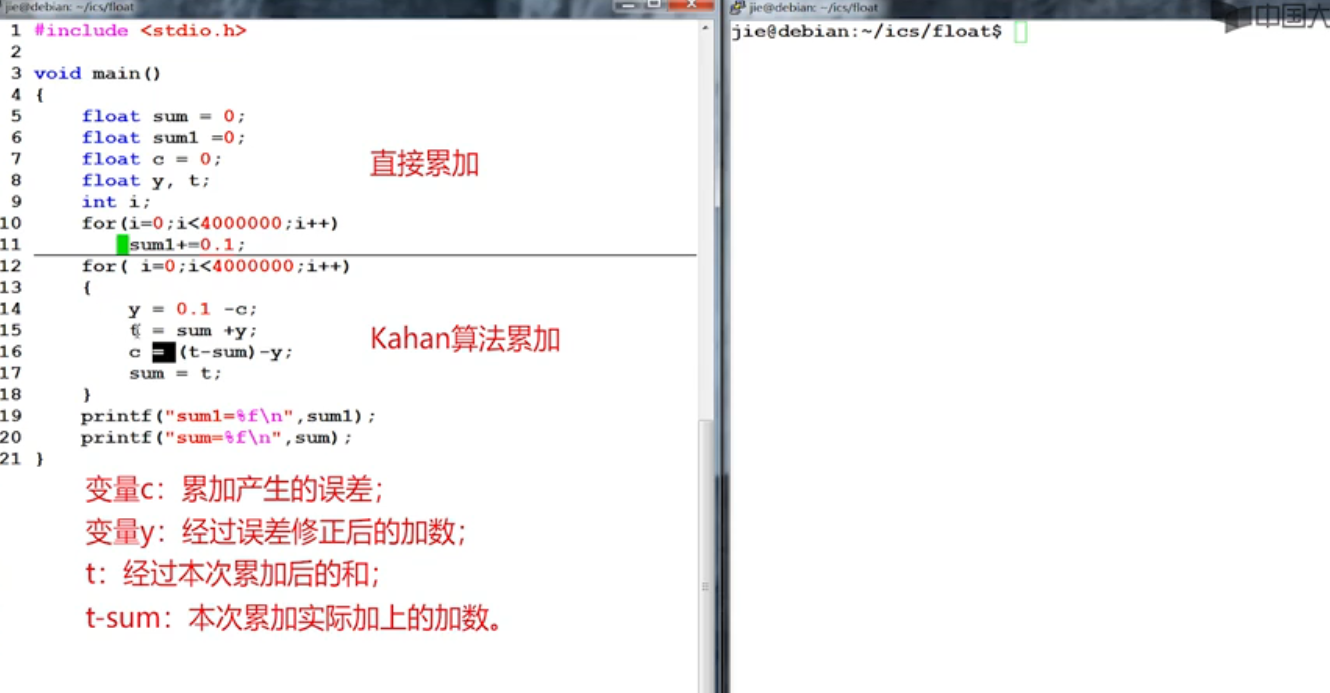 jie@debian: ~/ics/float
1 #include <stdio.h>
2
3 void main()
4 {
5 float sum = 0;
6 float sum1 =0;
7 float c = 0;
8 float y, t;
9 int i;
10 for(i=0;i<4000000;i++)
11 sum1+=0.1;
12 for( i=0;i<4000000;i++)
13 {
14 y = 0.1 -c;
15 t = sum +y;
16 c = (t-sum)-y;
17 sum = t;
18 }
19 printf("sum1=%f\n",sum1);
20 printf("sum=%f\n",sum);
21 }
直接累加
Kahan算法累加
变量c：累加产生的误差；
变量y：经过误差修正后的加数；
t：经过本次累加后的和；
t-sum：本次累加实际加上的加数。
jie@debian: ~/ics/float
jie@debian:~/ics/float$
中国大